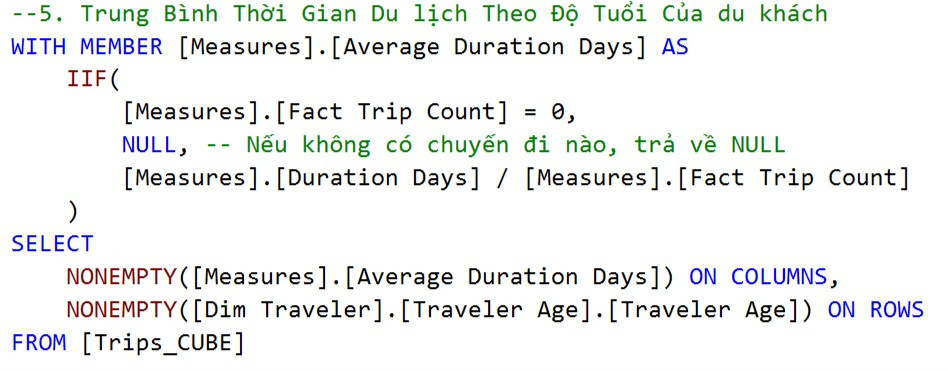 --5. Trung Bình Thời Gian Du lịch Theo Độ Tuổi Của du khách
WITH MEMBER [Measures].[Average Duration Days] AS
    IIF(
        [Measures].[Fact Trip Count] = 0,
        NULL, -- Nếu không có chuyến đi nào, trả về NULL
        [Measures].[Duration Days] / [Measures].[Fact Trip Count]
    )
SELECT
    NONEMPTY([Measures].[Average Duration Days]) ON COLUMNS,
    NONEMPTY([Dim Traveler].[Traveler Age].[Traveler Age]) ON ROWS
FROM [Trips_CUBE]